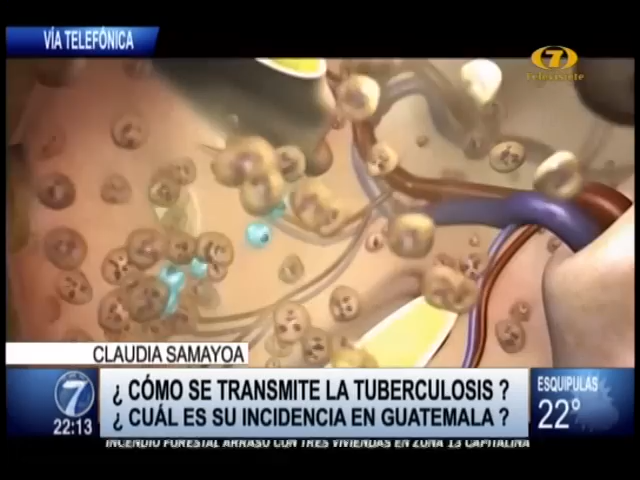 VÍA TELEFÓNICA
7
Televisiete
CLAUDIA SAMAYOA
¿ CÓMO SE TRANSMITE LA TUBERCULOSIS ?
¿ CUÁL ES SU INCIDENCIA EN GUATEMALA ?
7
22:13
ESQUIPULAS
22°
INCENDIO FORESTAL ARRASÓ CON TRES VIVIENDAS EN ZONA 13 CAPITALINA